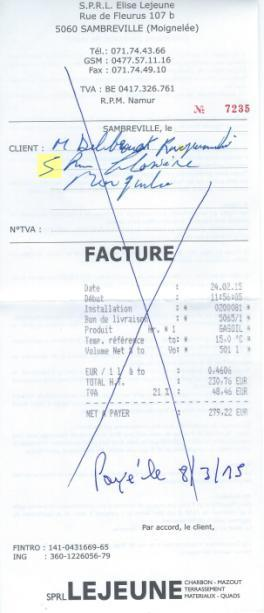 S.P.R.L. Elise Lejeune
Rue de Fleurus 107 b
5060 SAMBREVILLE (Moignelée)
Tél.: 071.74.43.66
GSM : 0477.57.11.16
Fax : 071.74.49.10
TVA : BE 0417.326.761
R.P.M. Namur
№ 7235
SAMBREVILLE, le
CLIENT : M
5 Rue
N°TVA :
FACTURE
Date : 24.02.15
Début : 11:56:05
Installation : * 0200081 *
Bon de livraison : * 5065/1 *
Produit nr. * 1 GASOIL *
Temp. référence to: * 15.0 °C *
Volume Net à to Vo: * 501 l *
EUR / 1 l à to : 0,4606
TOTAL H.T. : 230,76 EUR
TVA 21 % : 48,46 EUR
NET A PAYER : 279,22 EUR
Payé le 8/3/15
Par accord, le client,
FINTRO : 141-0431669-65
ING : 360-1226056-79
SPRL LEJEUNE CHARBON - MAZOUT
TERRASSEMENT
MATERIAUX - QUADS